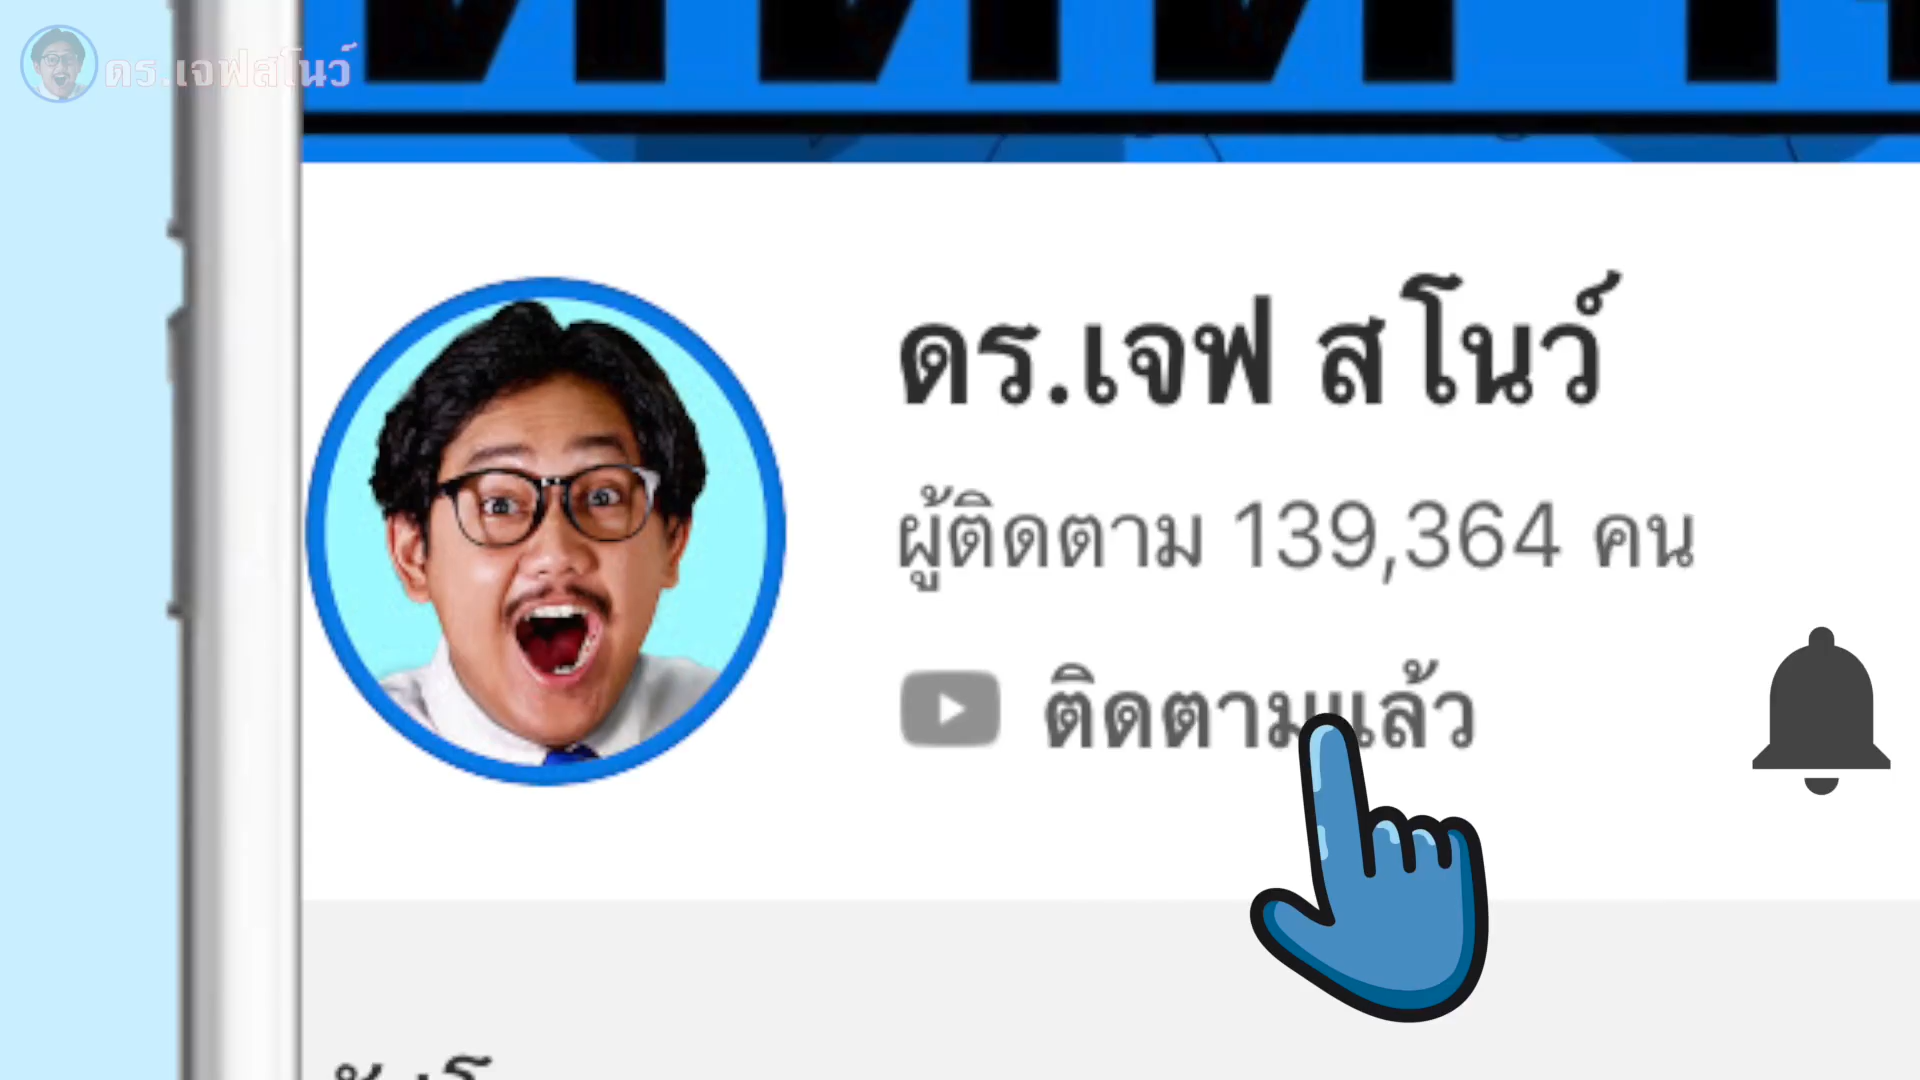 ดร.เจฟสโนว์
ดร.เจฟ สโนว์
ผู้ติดตาม 139,364 คน
ติดตามแล้ว